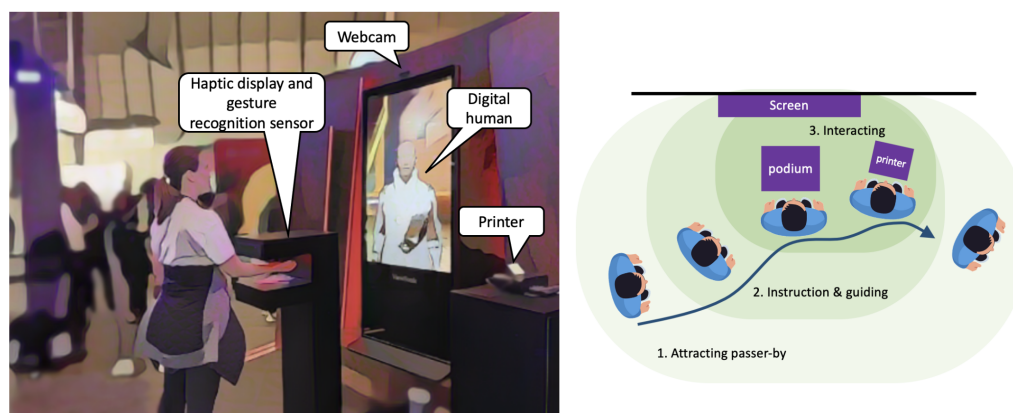 Webcam
Haptic display and
gesture
recognition sensor
Digital
human
Printer
Screen
3. Interacting
podium
printer
2. Instruction & guiding
1. Attracting passer-by